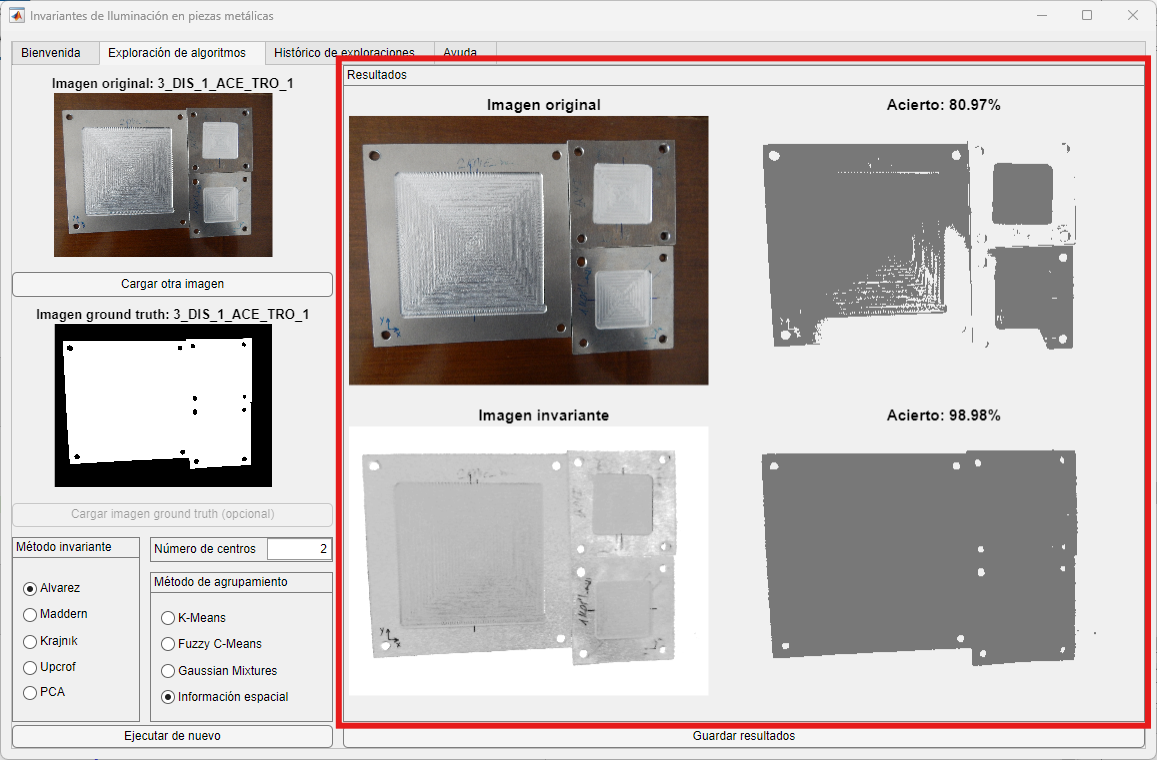 Invariantes de Iluminación en piezas metálicas
Bienvenida
Exploración de algoritmos
Histórico de exploraciones
Ayuda
Imagen original: 3_DIS_1_ACE_TRO_1
Cargar otra imagen
Imagen ground truth: 3_DIS_1_ACE_TRO_1
Cargar imagen ground truth (opcional)
Método invariante
Alvarez
Maddern
Krajnik
Upcrof
PCA
Número de centros
2
Método de agrupamiento
K-Means
Fuzzy C-Means
Gaussian Mixtures
Información espacial
Ejecutar de nuevo
Resultados
Imagen original
Acierto: 80.97%
Imagen invariante
Acierto: 98.98%
Guardar resultados